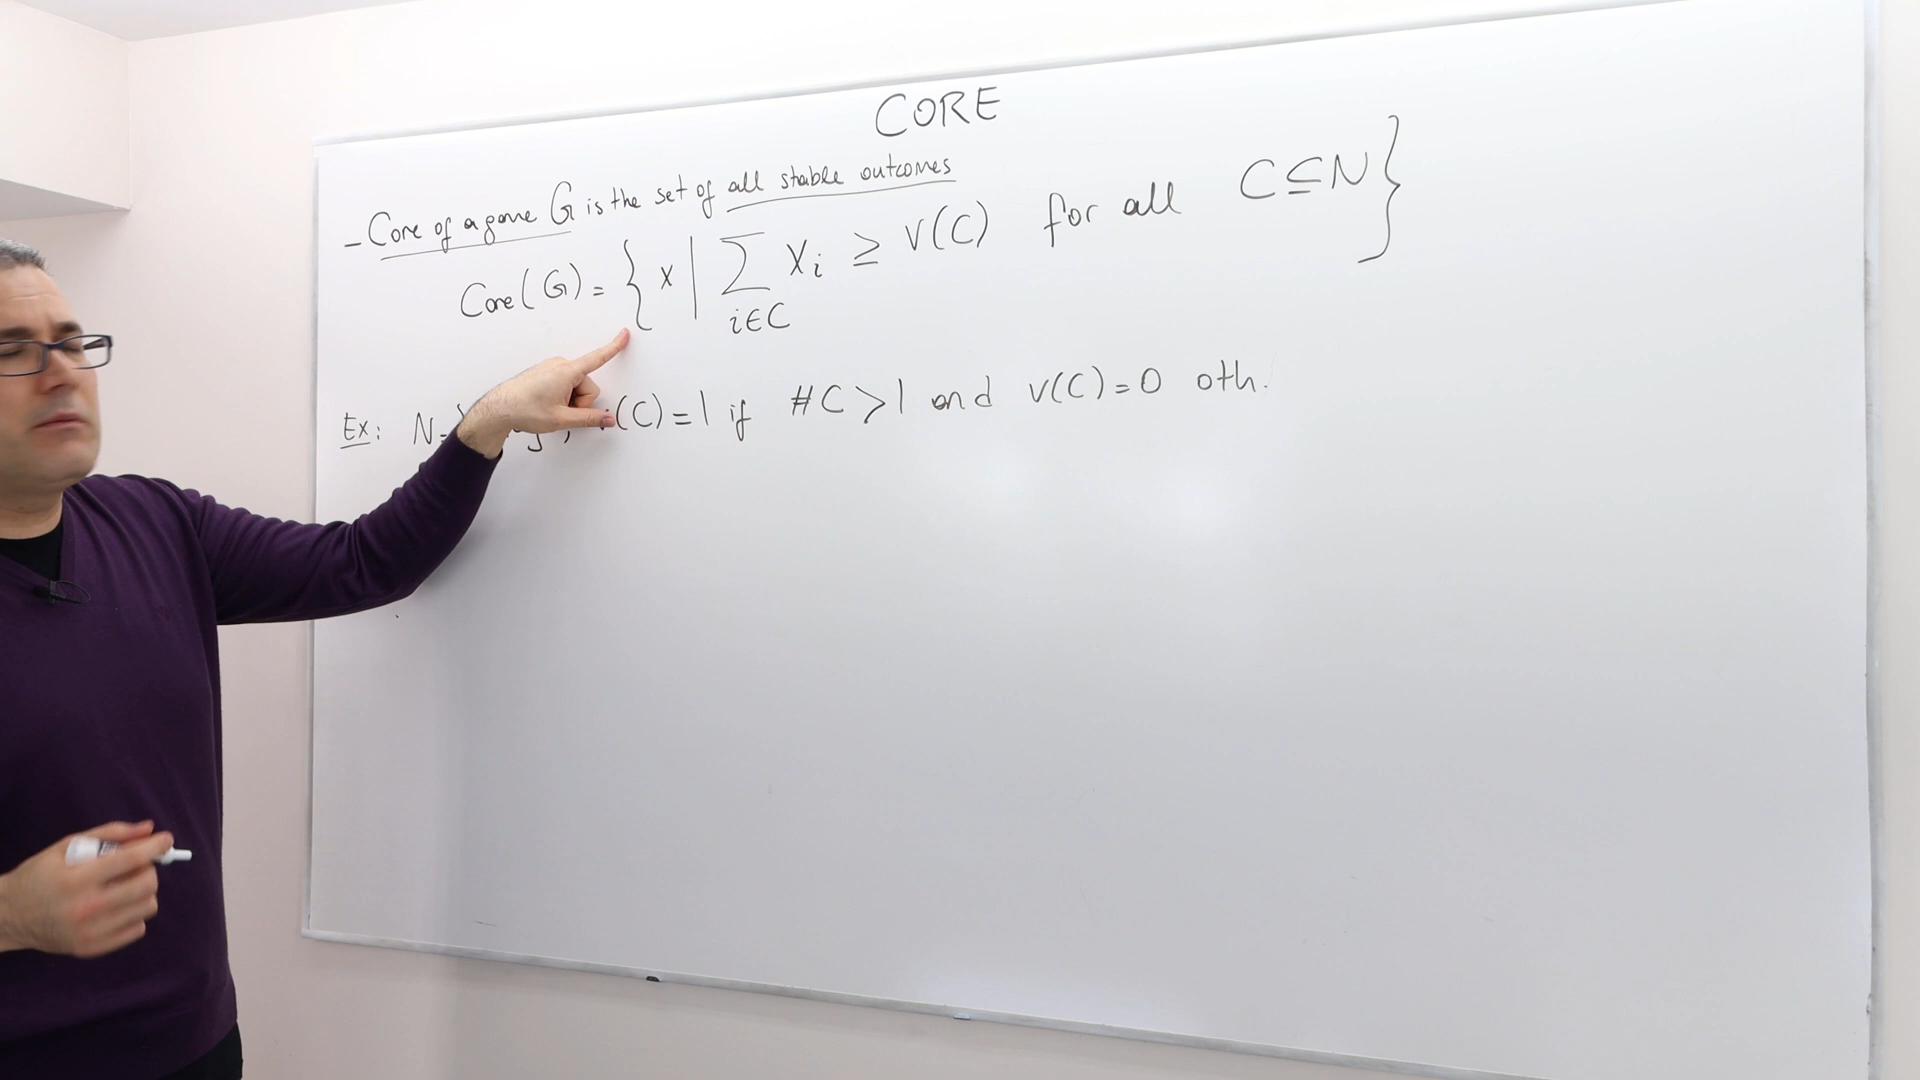 CORE
- Core of a game G is the set of all stable outcomes
Core(G) = { x | ∑ i∈C xi ≥ v(C) for all C⊆N }
Ex: N= (C)=1 if #C>1 and v(C)=0 oth.